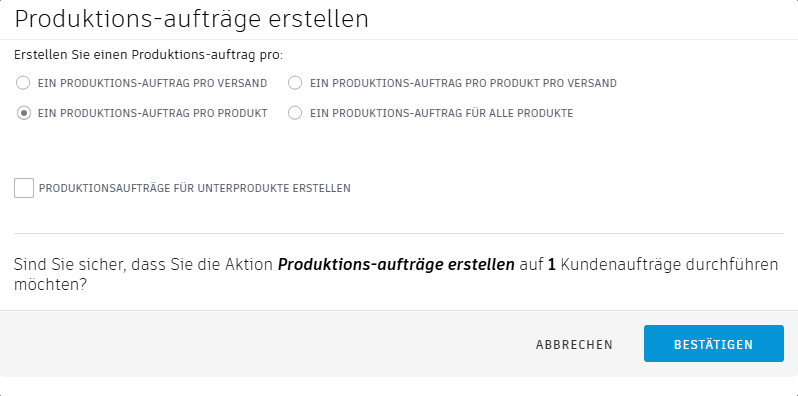 Produktions-aufträge erstellen
Erstellen Sie einen Produktions-auftrag pro:
EIN PRODUKTIONS-AUFTRAG PRO VERSAND
EIN PRODUKTIONS-AUFTRAG PRO PRODUKT PRO VERSAND
EIN PRODUKTIONS-AUFTRAG PRO PRODUKT
EIN PRODUKTIONS-AUFTRAG FÜR ALLE PRODUKTE
PRODUKTIONSAUFTRÄGE FÜR UNTERPRODUKTE ERSTELLEN
Sind Sie sicher, dass Sie die Aktion Produktions-aufträge erstellen auf 1 Kundenaufträge durchführen
möchten?
ABBRECHEN
BESTÄTIGEN